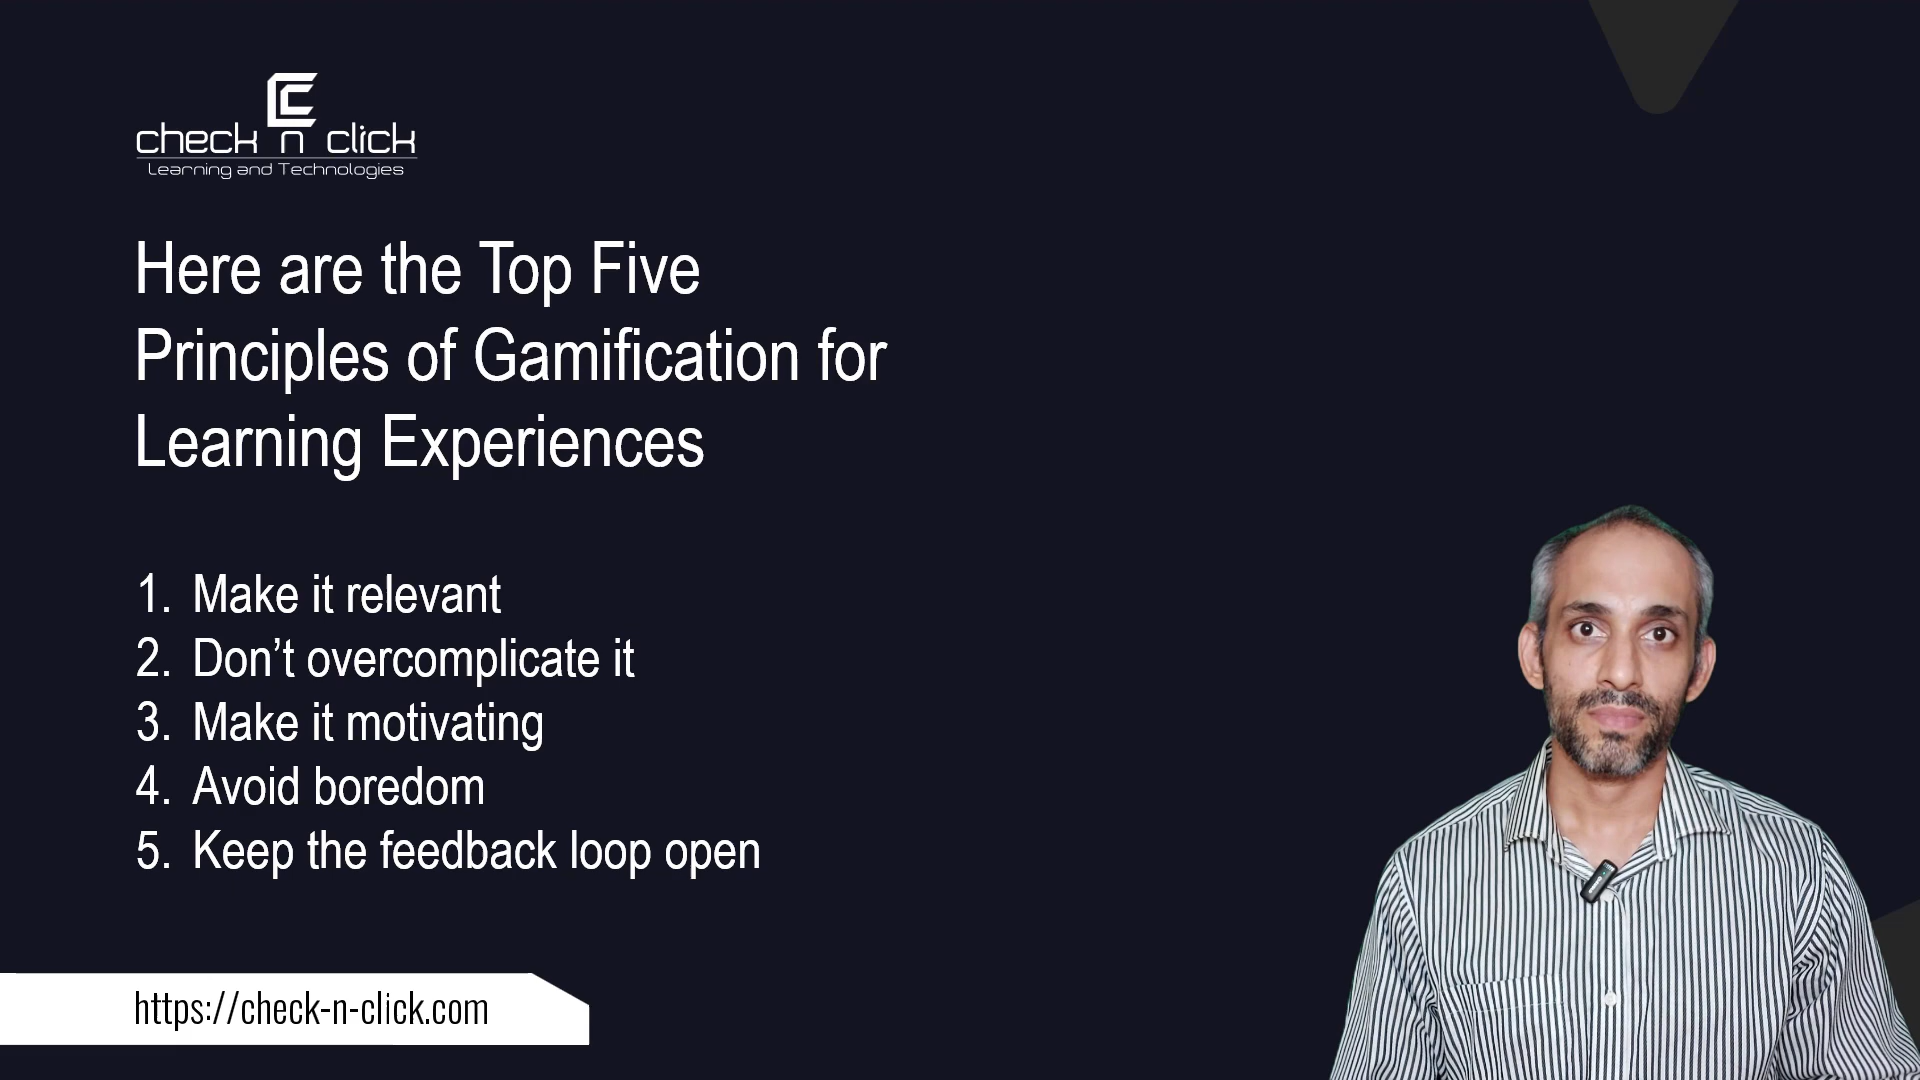 check n click
Learning and Technologies
Here are the Top Five
Principles of Gamification for
Learning Experiences
1. Make it relevant
2. Don’t overcomplicate it
3. Make it motivating
4. Avoid boredom
5. Keep the feedback loop open
https://check-n-click.com